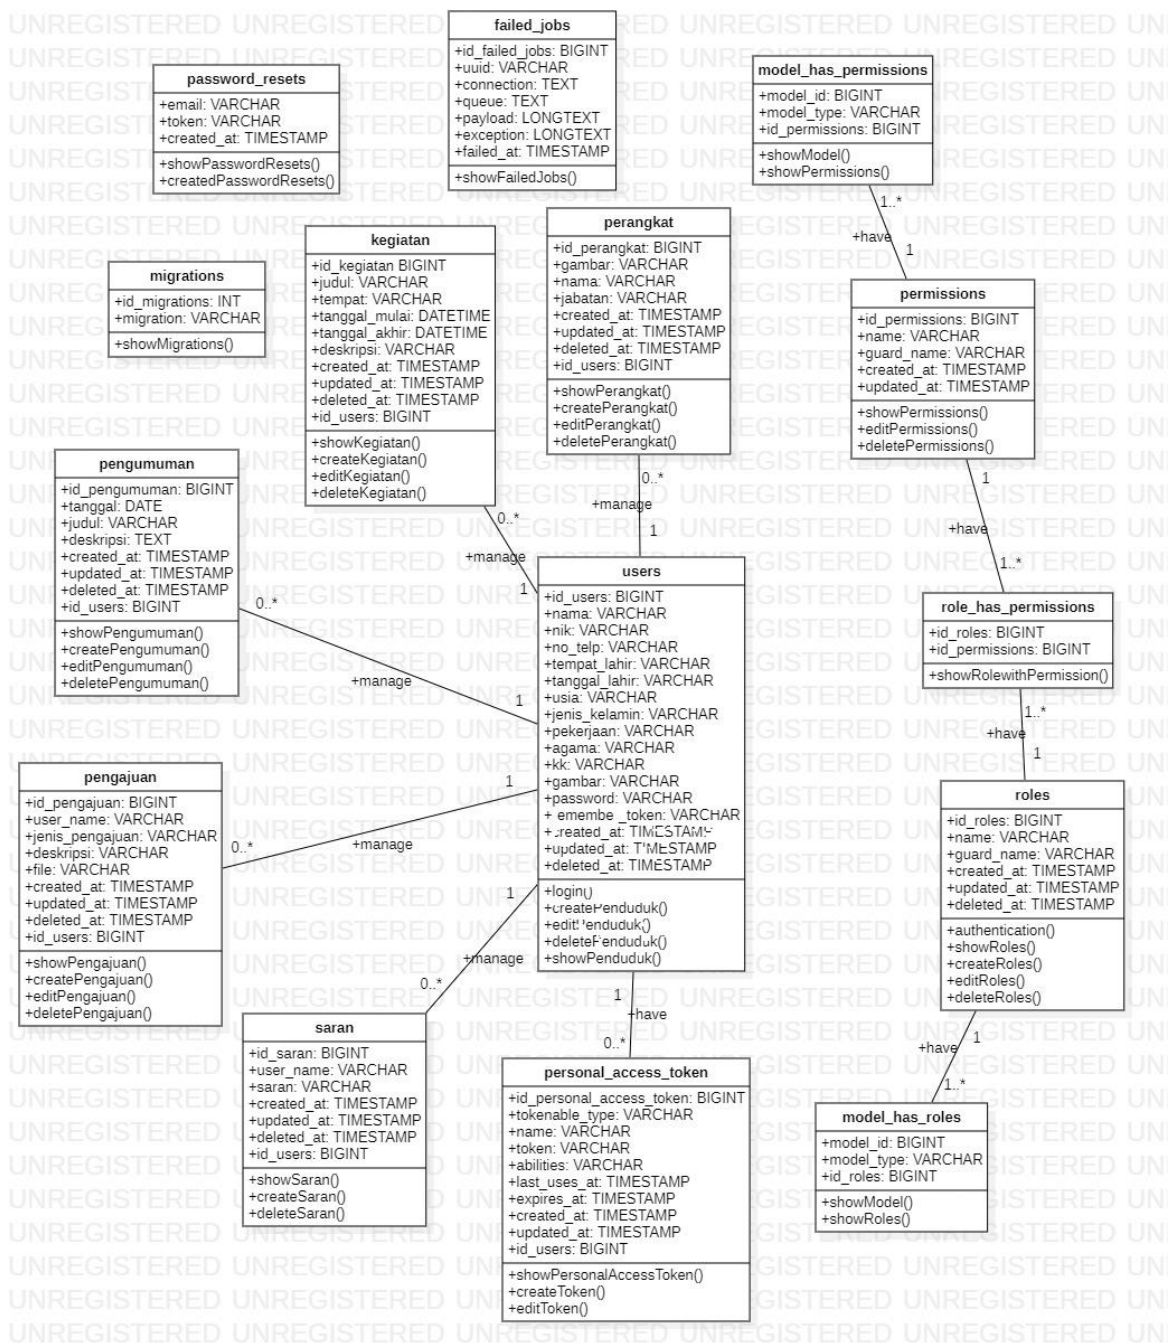 failed_jobs
+id_failed_jobs: BIGINT
+uuid: VARCHAR
+connection: TEXT
+queue: TEXT
+payload: LONGTEXT
+exception: LONGTEXT
+failed_at: TIMESTAMP
+showFailedJobs()
password_resets
+email: VARCHAR
+token: VARCHAR
+created_at: TIMESTAMP
+showPasswordResets()
+createdPasswordResets()
model_has_permissions
+model_id: BIGINT
+model_type: VARCHAR
+id_permissions: BIGINT
+showModel()
+showPermissions()
1..*
+have
1
kegiatan
+id_kegiatan BIGINT
+judul: VARCHAR
+tempat: VARCHAR
+tanggal_mulai: DATETIME
+tanggal_akhir: DATETIME
+deskripsi: VARCHAR
+created_at: TIMESTAMP
+updated_at: TIMESTAMP
+deleted_at: TIMESTAMP
+id_users: BIGINT
+showKegiatan()
+createKegiatan()
+editKegiatan()
+deleteKegiatan()
0..*
+manage
1
perangkat
+id_perangkat: BIGINT
+gambar: VARCHAR
+nama: VARCHAR
+jabatan: VARCHAR
+created_at: TIMESTAMP
+updated_at: TIMESTAMP
+deleted_at: TIMESTAMP
+id_users: BIGINT
+showPerangkat()
+createPerangkat()
+editPerangkat()
+deletePerangkat()
0..*
+manage
1
migrations
+id_migrations: INT
+migration: VARCHAR
+showMigrations()
permissions
+id_permissions: BIGINT
+name: VARCHAR
+guard_name: VARCHAR
+created_at: TIMESTAMP
+updated_at: TIMESTAMP
+showPermissions()
+editPermissions()
+deletePermissions()
1
+have
1..*
pengumuman
+id_pengumuman: BIGINT
+tanggal: DATE
+judul: VARCHAR
+deskripsi: TEXT
+created_at: TIMESTAMP
+updated_at: TIMESTAMP
+deleted_at: TIMESTAMP
+id_users: BIGINT
+showPengumuman()
+createPengumuman()
+editPengumuman()
+deletePengumuman()
0..*
+manage
1
users
+id_users: BIGINT
+nama: VARCHAR
+nik: VARCHAR
+no_telp: VARCHAR
+tempat_lahir: VARCHAR
+tanggal_lahir: VARCHAR
+usia: VARCHAR
+jenis_kelamin: VARCHAR
+pekerjaan: VARCHAR
+agama: VARCHAR
+kk: VARCHAR
+gambar: VARCHAR
+password: VARCHAR
_token: VARCHAR
+created_at: TIMESTAMP
+updated_at: TIMESTAMP
+deleted_at: TIMESTAMP
+login()
+createPenduduk()
+editPenduduk()
+deletePenduduk()
+showPenduduk()
role_has_permissions
+id_roles: BIGINT
+id_permissions: BIGINT
+showRolewithPermission()
1..*
+have
1
pengajuan
+id_pengajuan: BIGINT
+user_name: VARCHAR
+jenis_pengajuan: VARCHAR
+deskripsi: VARCHAR
+file: VARCHAR
+created_at: TIMESTAMP
+updated_at: TIMESTAMP
+deleted_at: TIMESTAMP
+id_users: BIGINT
+showPengajuan()
+createPengajuan()
+editPengajuan()
+deletePengajuan()
1
0..*
+manage
roles
+id_roles: BIGINT
+name: VARCHAR
+guard_name: VARCHAR
+created_at: TIMESTAMP
+updated_at: TIMESTAMP
+deleted_at: TIMESTAMP
+authentication()
+showRoles()
+createRoles()
+editRoles()
+deleteRoles()
1
+have
1..*
1
+manage
0..*
saran
+id_saran: BIGINT
+user_name: VARCHAR
+saran: VARCHAR
+created_at: TIMESTAMP
+updated_at: TIMESTAMP
+deleted_at: TIMESTAMP
+id_users: BIGINT
+showSaran()
+createSaran()
+deleteSaran()
1
+have
0..*
personal_access_token
+id_personal_access_token: BIGINT
+tokenable_type: VARCHAR
+name: VARCHAR
+token: VARCHAR
+abilities: VARCHAR
+last_uses_at: TIMESTAMP
+expires_at: TIMESTAMP
+created_at: TIMESTAMP
+updated_at: TIMESTAMP
+id_users: BIGINT
+showPersonalAccessToken()
+createToken()
+editToken()
model_has_roles
+model_id: BIGINT
+model_type: VARCHAR
+id_roles: BIGINT
+showModel()
+showRoles()
UNREGISTERED